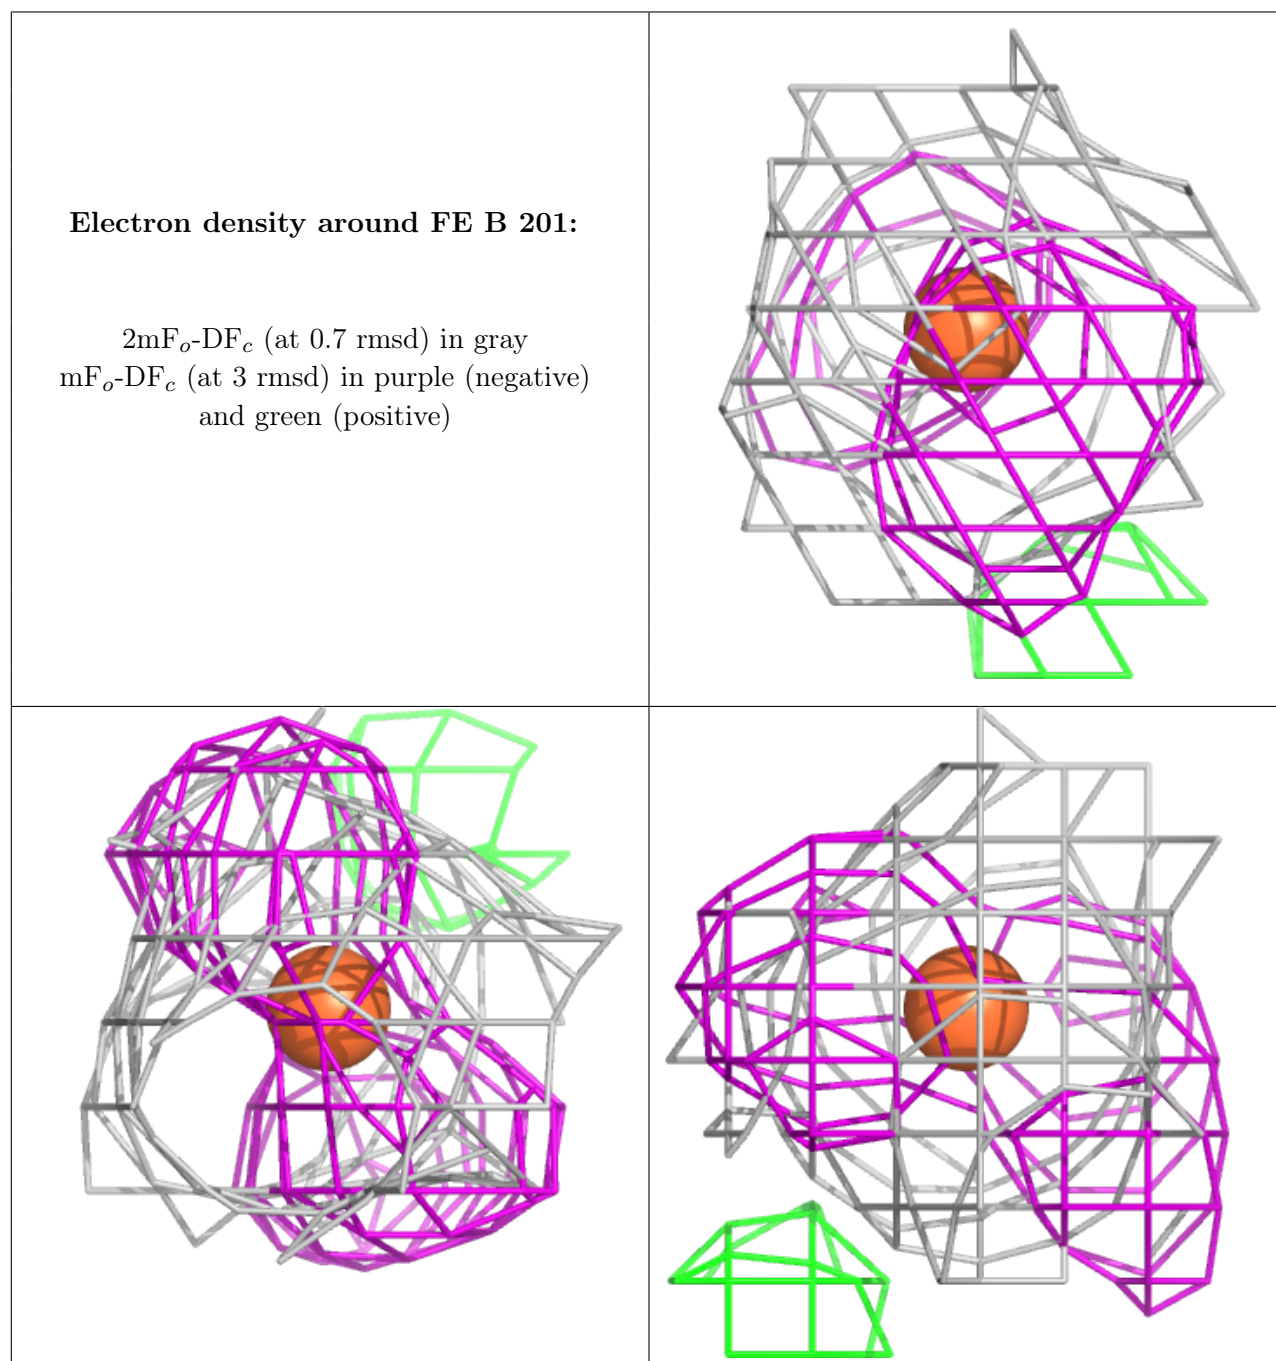 Electron density around FE B 201:
2mFo-DFc (at 0.7 rmsd) in gray
mFo-DFc (at 3 rmsd) in purple (negative)
and green (positive)